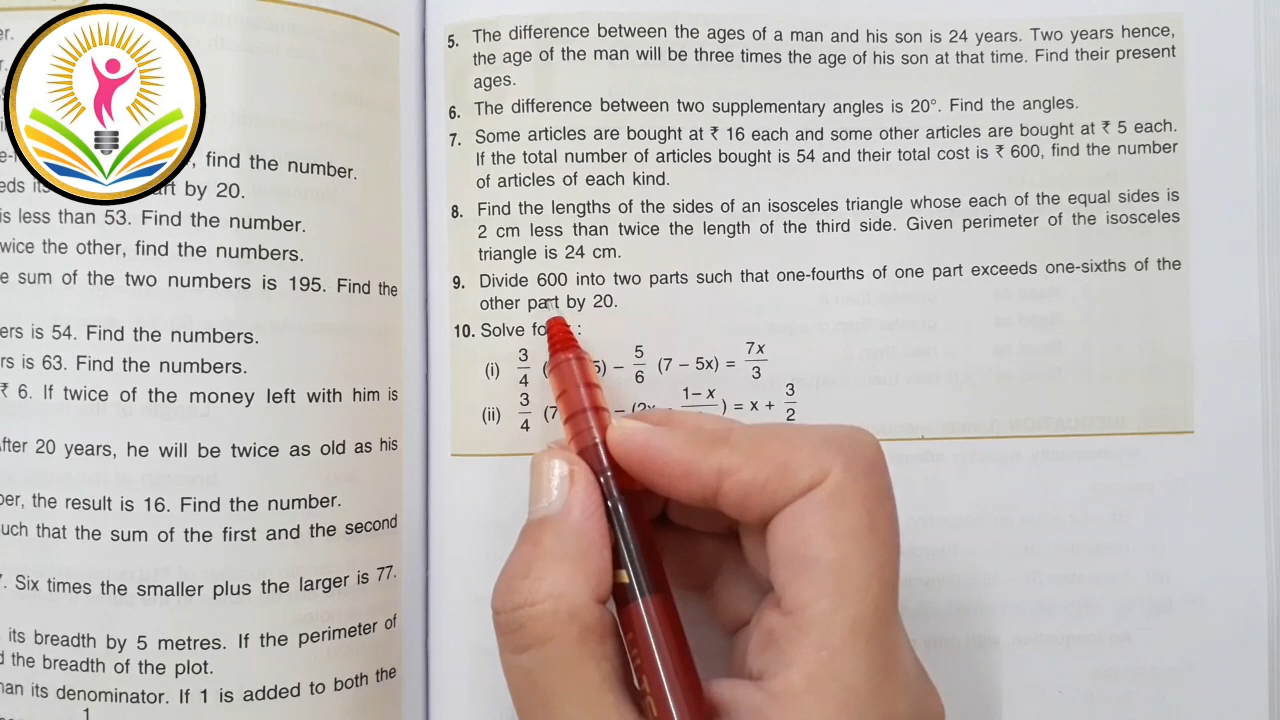 er.
, find the number.
part by 20.
is less than 53. Find the number.
wice the other, find the numbers.
e sum of the two numbers is 195. Find the
ers is 54. Find the numbers.
rs is 63. Find the numbers.
₹ 6. If twice of the money left with him is
After 20 years, he will be twice as old as his
ber, the result is 16. Find the number.
uch that the sum of the first and the second
7. Six times the smaller plus the larger is 77.
its breadth by 5 metres. If the perimeter of
d the breadth of the plot.
han its denominator. If 1 is added to both the
1
5. The difference between the ages of a man and his son is 24 years. Two years hence,
the age of the man will be three times the age of his son at that time. Find their present
ages.
6. The difference between two supplementary angles is 20°. Find the angles.
7. Some articles are bought at ₹ 16 each and some other articles are bought at ₹ 5 each.
If the total number of articles bought is 54 and their total cost is ₹ 600, find the number
of articles of each kind.
8. Find the lengths of the sides of an isosceles triangle whose each of the equal sides is
2 cm less than twice the length of the third side. Given perimeter of the isosceles
triangle is 24 cm.
9. Divide 600 into two parts such that one-fourths of one part exceeds one-sixths of the
other part by 20.
10. Solve for x :
(i) 3/4 ( 5) − 5/6 (7 − 5x) = 7x/3
(ii) 3/4 (7 − (2x − 1− x ) = x + 3/2